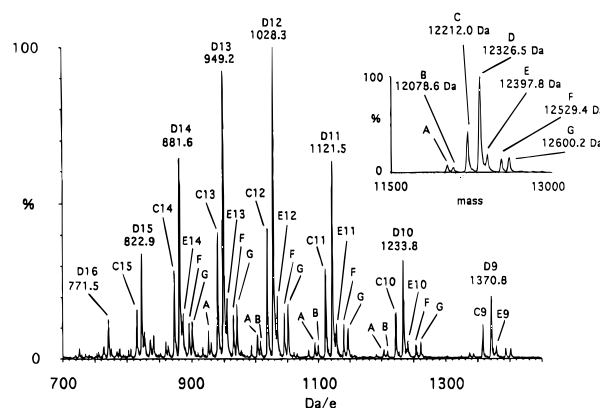 100
%
0
700
900
1100
1300
Da/e
D16
771.5
C15
D15
822.9
C14
D14
881.6
E14
F
G
A
C13
D13
949.2
E13
F
G
A
B
C12
D12
1028.3
E12
F
G
A
B
C11
D11
1121.5
E11
F
G
A
B
C10
D10
1233.8
E10
F
G
C9
D9
1370.8
E9
100
%
0
11500
13000
mass
A
B
12078.6 Da
C
12212.0 Da
D
12326.5 Da
E
12397.8 Da
F
12529.4 Da
G
12600.2 Da